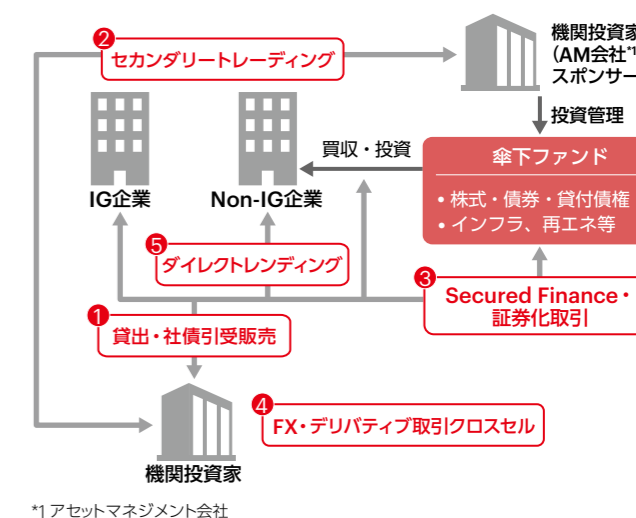 ❷
セカンダリートレーディング
機関投資家
(AM会社*1
スポンサー
投資管理
買収・投資
傘下ファンド
• 株式・債券・貸付債権
• インフラ、再エネ等
IG企業
Non-IG企業
❺
ダイレクトレンディング
❸
Secured Finance・
証券化取引
❶
貸出・社債引受販売
❹
FX・デリバティブ取引クロスセル
機関投資家
*1 アセットマネジメント会社